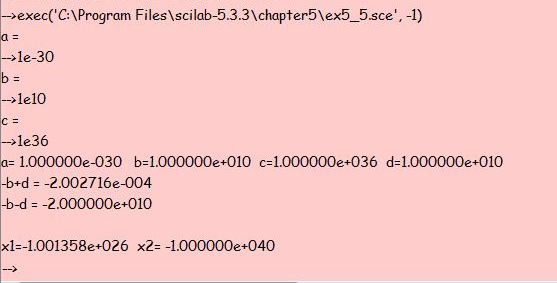 -->exec('C:\Program Files\scilab-5.3.3\chapter5\ex5_5.sce', -1)
a =
-->1e-30
b =
-->1e10
c =
-->1e36
a= 1.000000e-030 b=1.000000e+010 c=1.000000e+036 d=1.000000e+010
-b+d = -2.002716e-004
-b-d = -2.000000e+010
x1=-1.001358e+026 x2= -1.000000e+040
-->